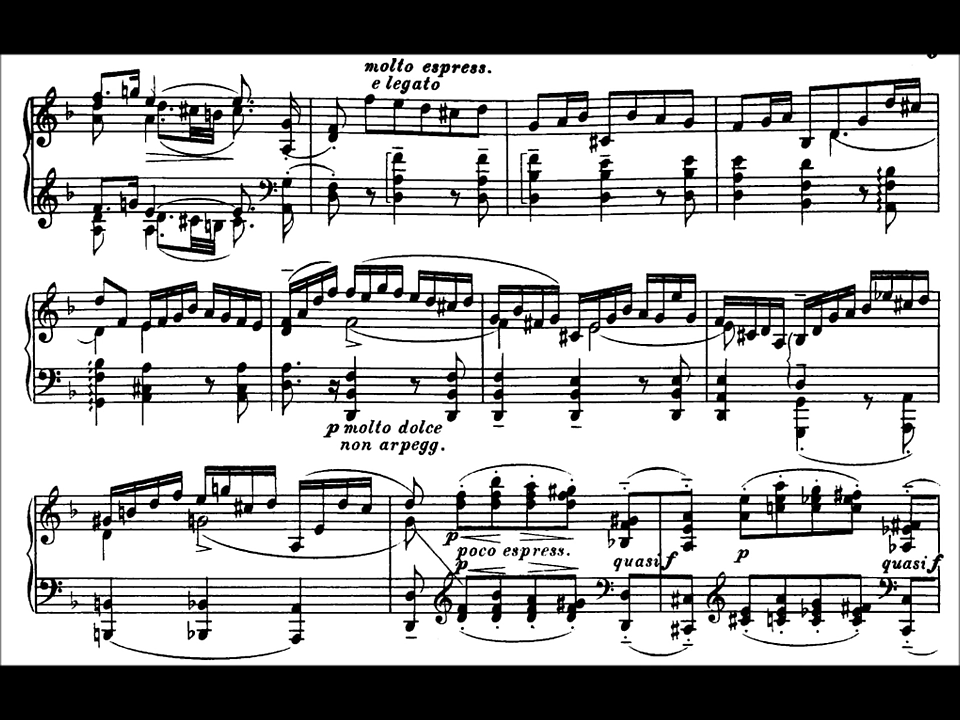 molto espress.
e legato
p molto dolce
non arpegg.
p
poco espress.
p
quasi f
p
quasi f